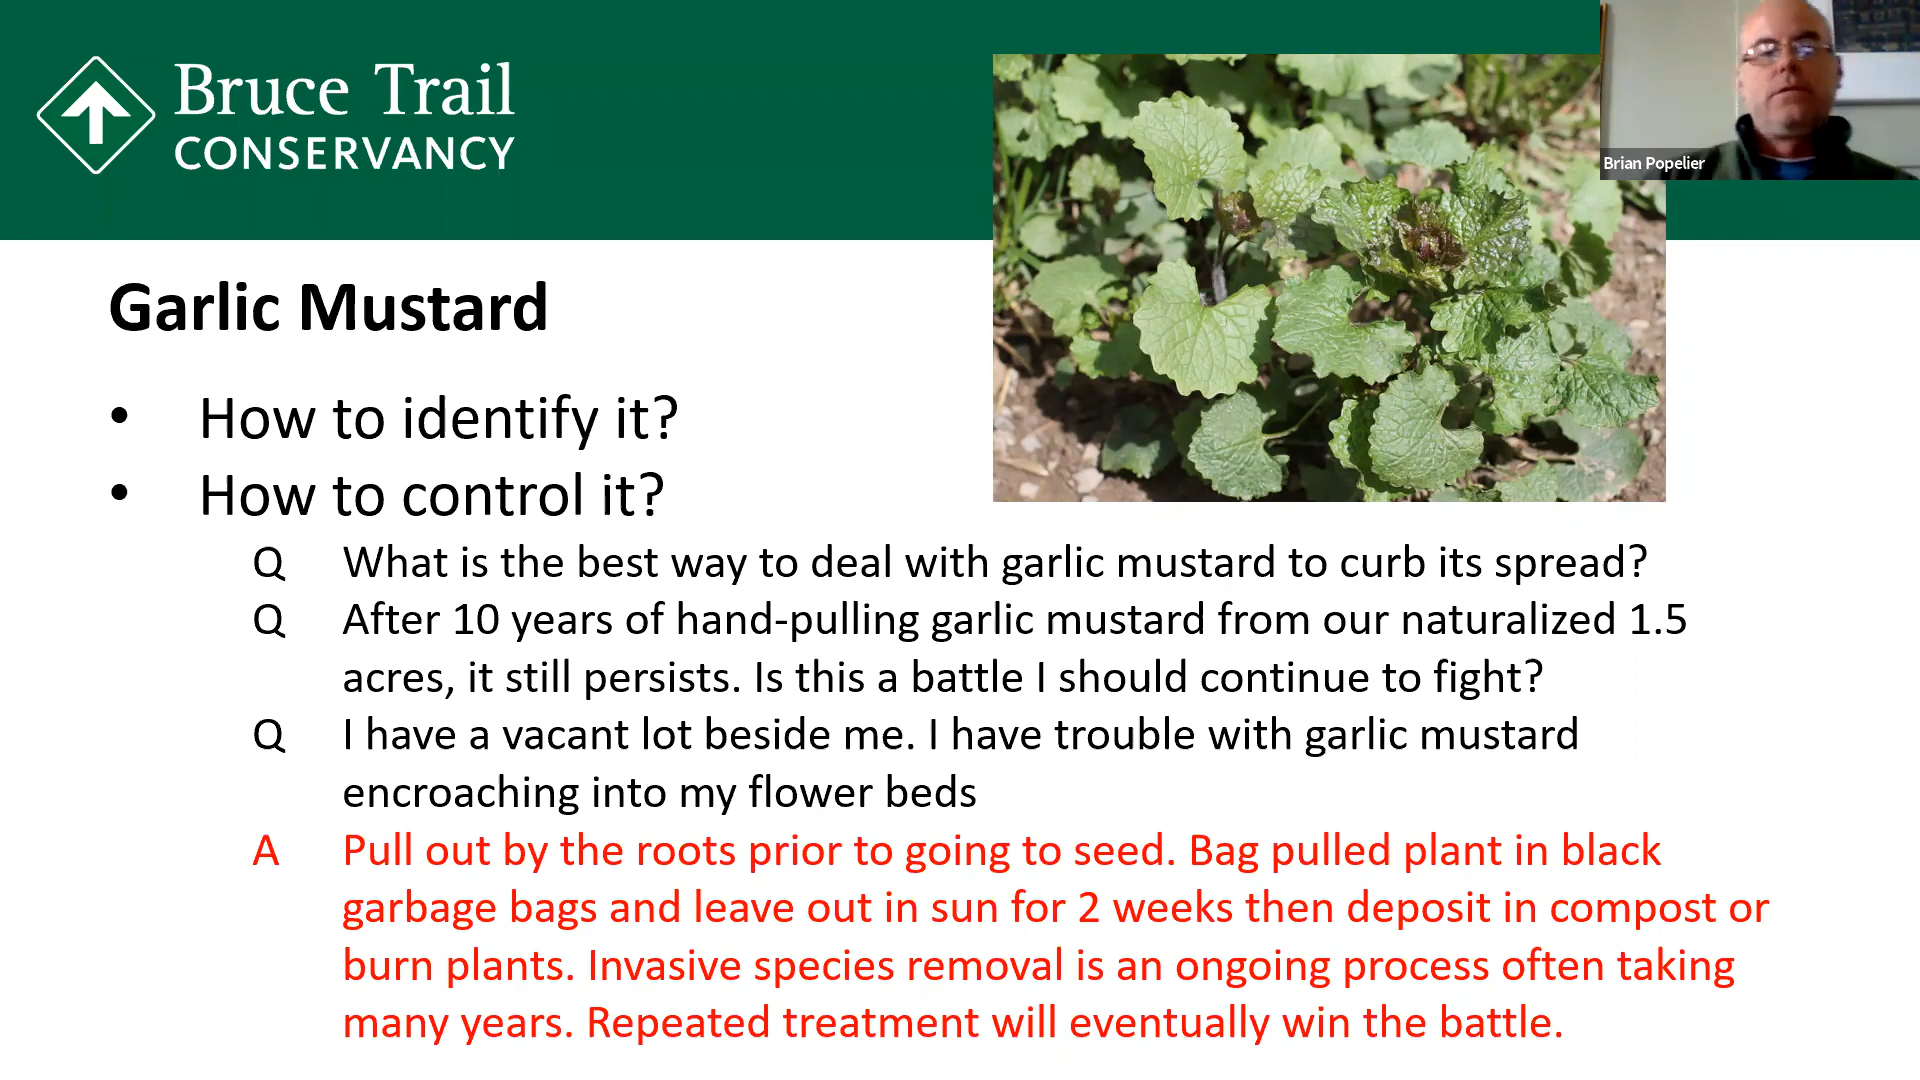 Bruce Trail
CONSERVANCY
Brian Popelier
Garlic Mustard
• How to identify it?
• How to control it?
Q What is the best way to deal with garlic mustard to curb its spread?
Q After 10 years of hand-pulling garlic mustard from our naturalized 1.5
acres, it still persists. Is this a battle I should continue to fight?
Q I have a vacant lot beside me. I have trouble with garlic mustard
encroaching into my flower beds
A Pull out by the roots prior to going to seed. Bag pulled plant in black
garbage bags and leave out in sun for 2 weeks then deposit in compost or
burn plants. Invasive species removal is an ongoing process often taking
many years. Repeated treatment will eventually win the battle.